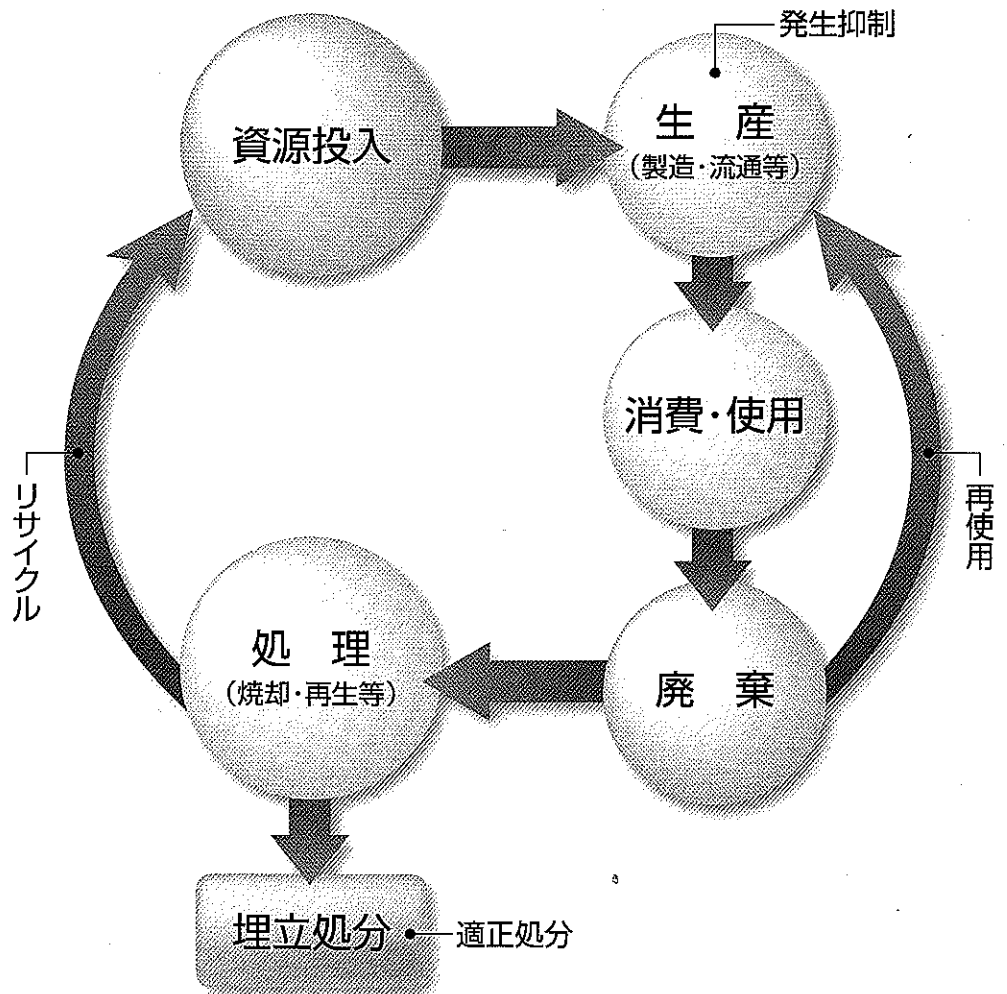 発生抑制
資源投入
生　産
（製造・流通等）
消費・使用
リサイクル
再使用
処　理
（焼却・再生等）
廃　棄
埋立処分
適正処分